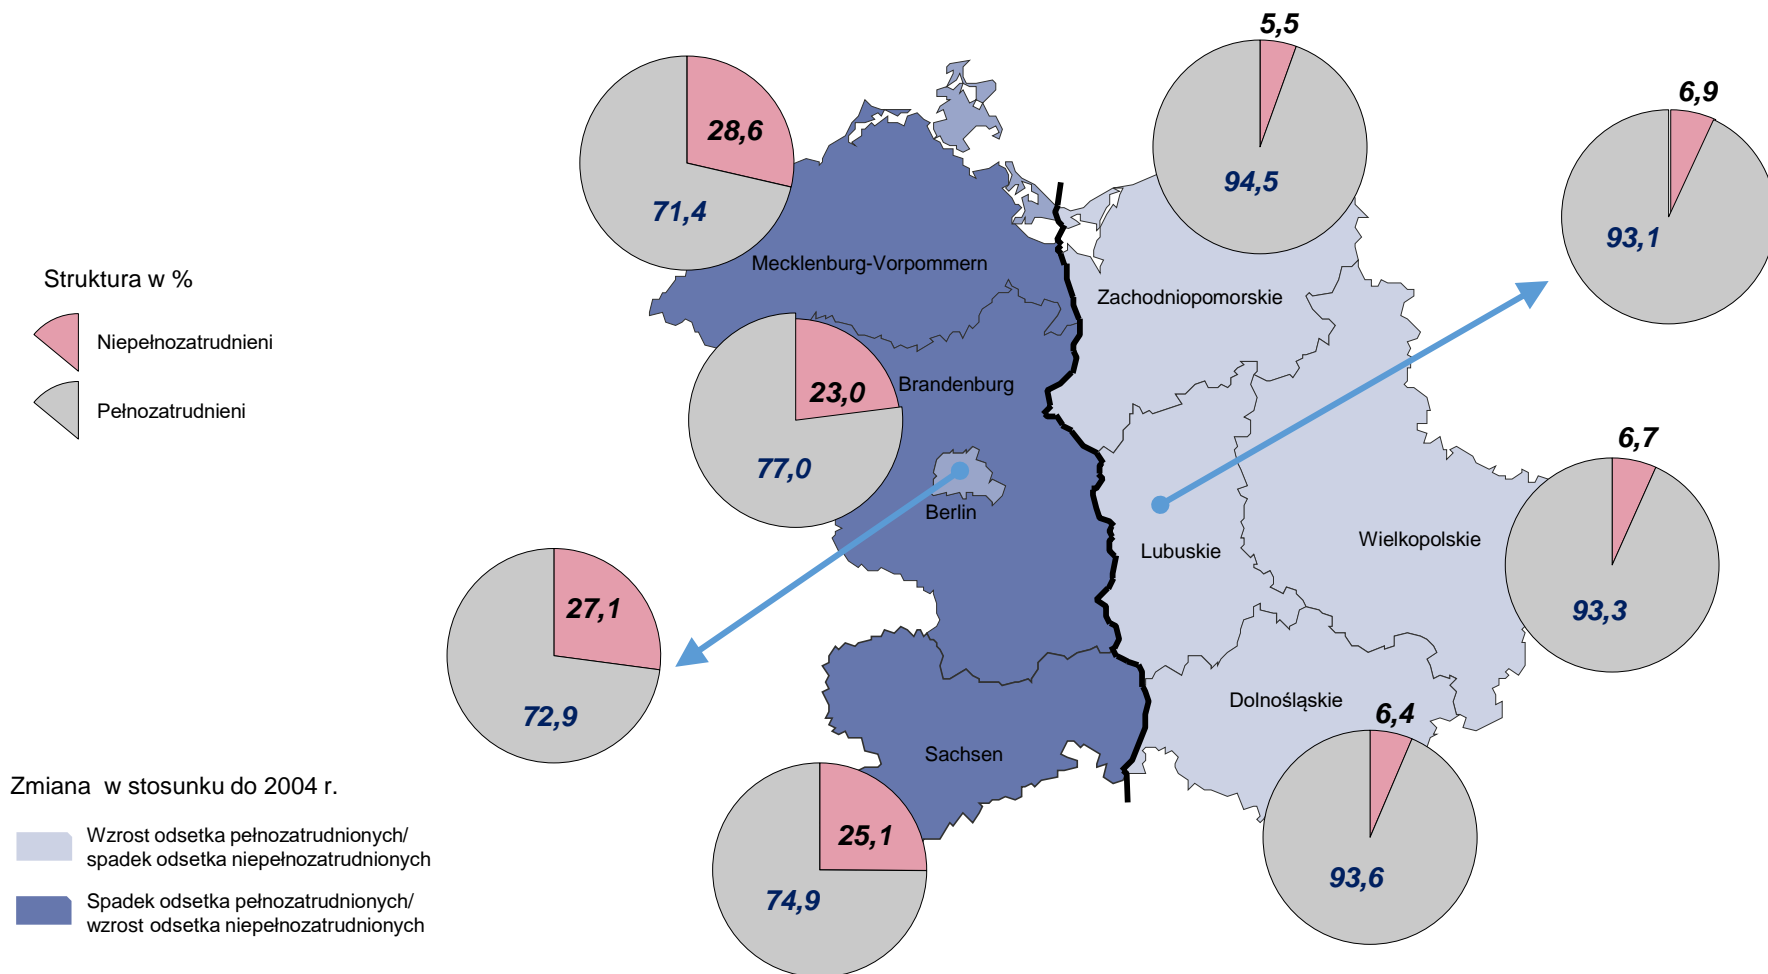 5,5
6,9
28,6
94,5
71,4
93,1
Mecklenburg-Vorpommern
Struktura w %
Zachodniopomorskie
Niepełnozatrudnieni
Brandenburg
23,0
Pełnozatrudnieni
6,7
77,0
Berlin
Lubuskie
Wielkopolskie
27,1
93,3
Dolnośląskie
72,9
6,4
Sachsen
Zmiana w stosunku do 2004 r.
Wzrost odsetka pełnozatrudnionych/
spadek odsetka niepełnozatrudnionych
25,1
93,6
74,9
Spadek odsetka pełnozatrudnionych/
wzrost odsetka niepełnozatrudnionych